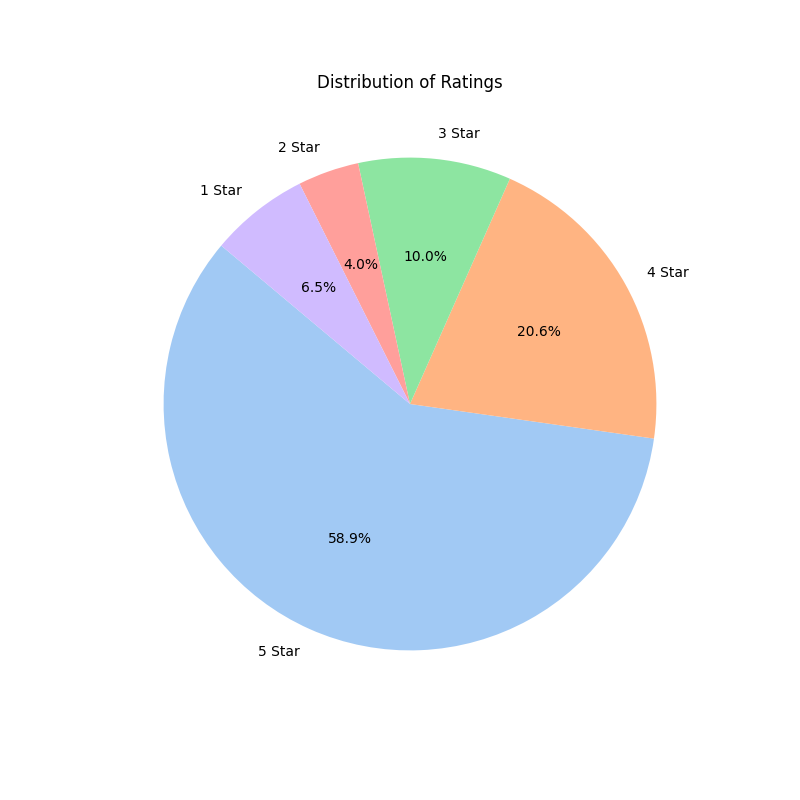 Distribution of Ratings
3 Star
2 Star
1 Star
4 Star
10.0%
4.0%
6.5%
20.6%
58.9%
5 Star